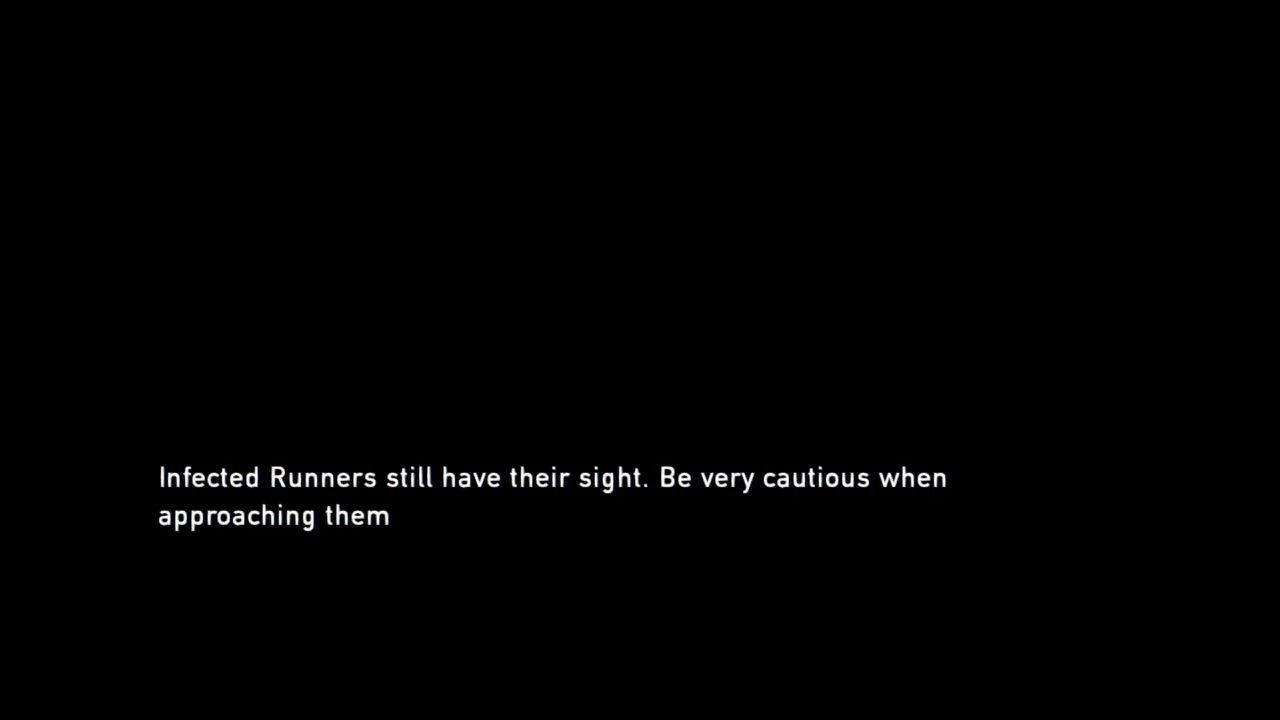 Infected Runners still have their sight. Be very cautious when
approaching them